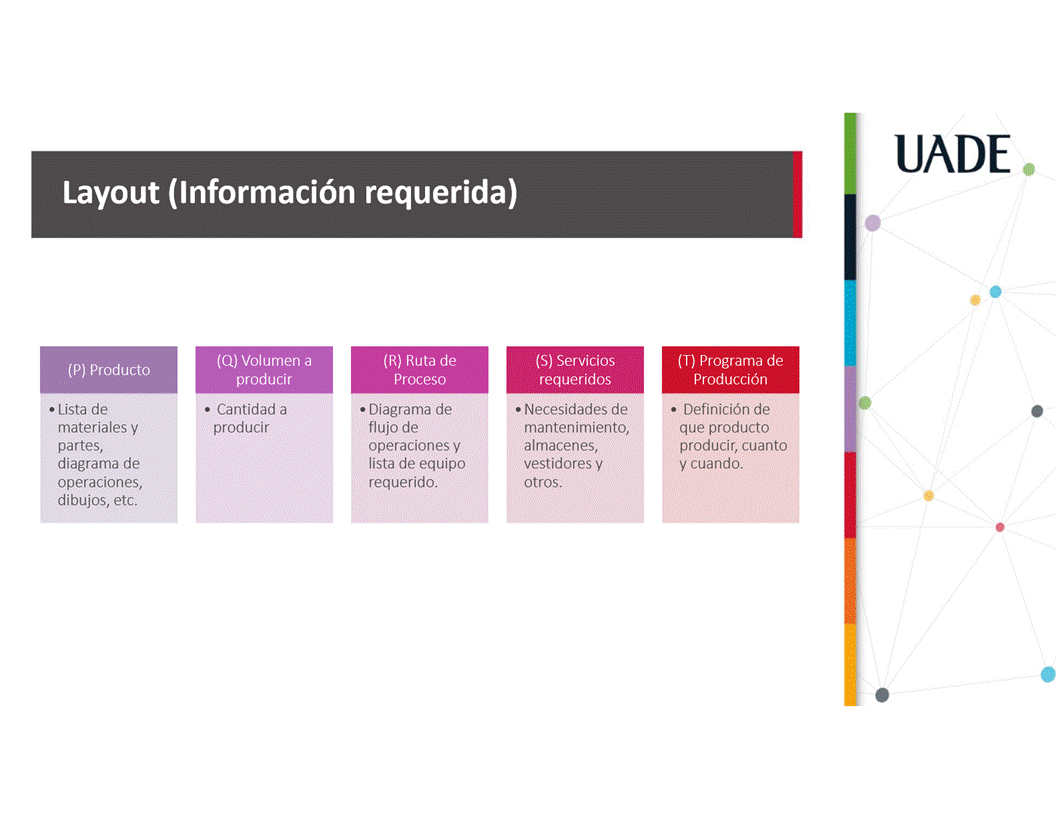 UADE
Layout (Información requerida)
(P) Producto
• Lista de
materiales y
partes,
diagrama de
operaciones,
dibujos, etc.
(Q) Volumen a
producir
• Cantidad a
producir
(R) Ruta de
Proceso
• Diagrama de
flujo de
operaciones y
lista de equipo
requerido.
(S) Servicios
requeridos
• Necesidades de
mantenimiento,
almacenes,
vestidores y
otros.
(T) Programa de
Producción
• Definición de
que producto
producir, cuanto
y cuando.